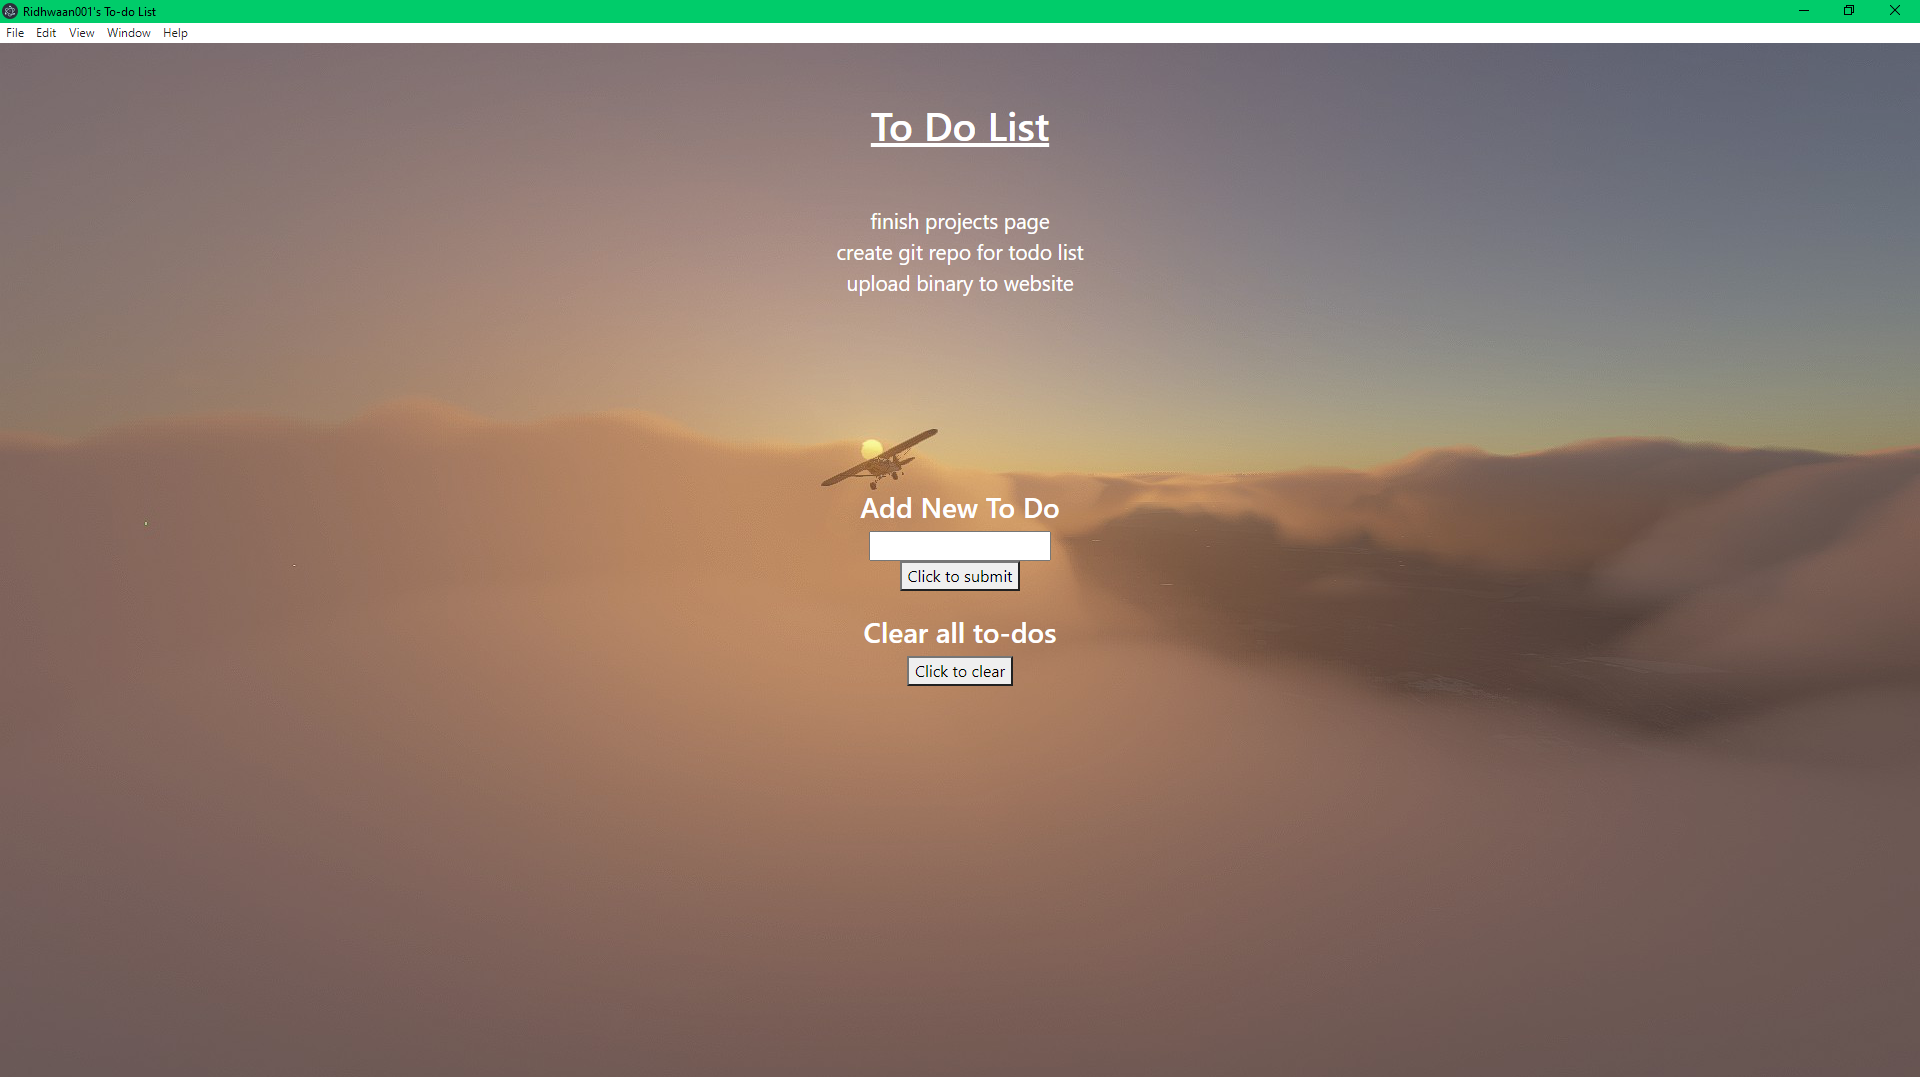 Ridhwaan001's To-do List
File Edit View Window Help
To Do List
finish projects page
create git repo for todo list
upload binary to website
Add New To Do
Click to submit
Clear all to-dos
Click to clear